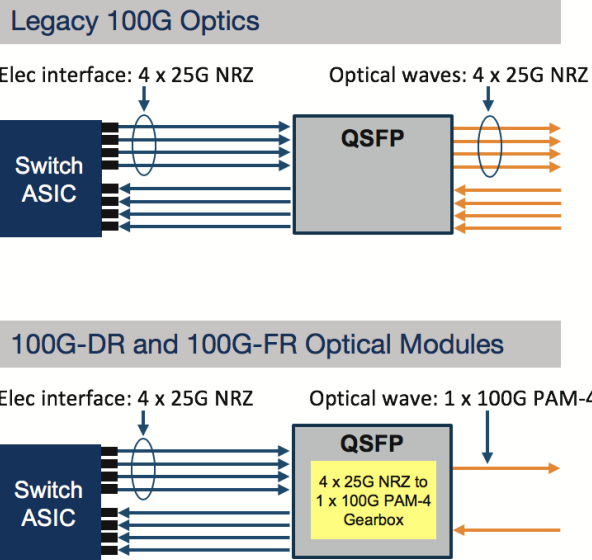 Legacy 100G Optics
Elec interface: 4 x 25G NRZ
Optical waves: 4 x 25G NRZ
Switch
ASIC
QSFP
100G-DR and 100G-FR Optical Modules
Elec interface: 4 x 25G NRZ
Optical wave: 1 x 100G PAM-4
Switch
ASIC
QSFP
4 x 25G NRZ to
1 x 100G PAM-4
Gearbox